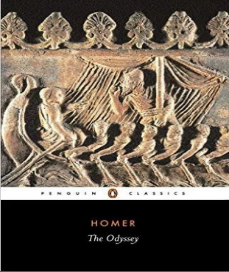 PENGUIN CLASSICS
HOMER
The Odyssey